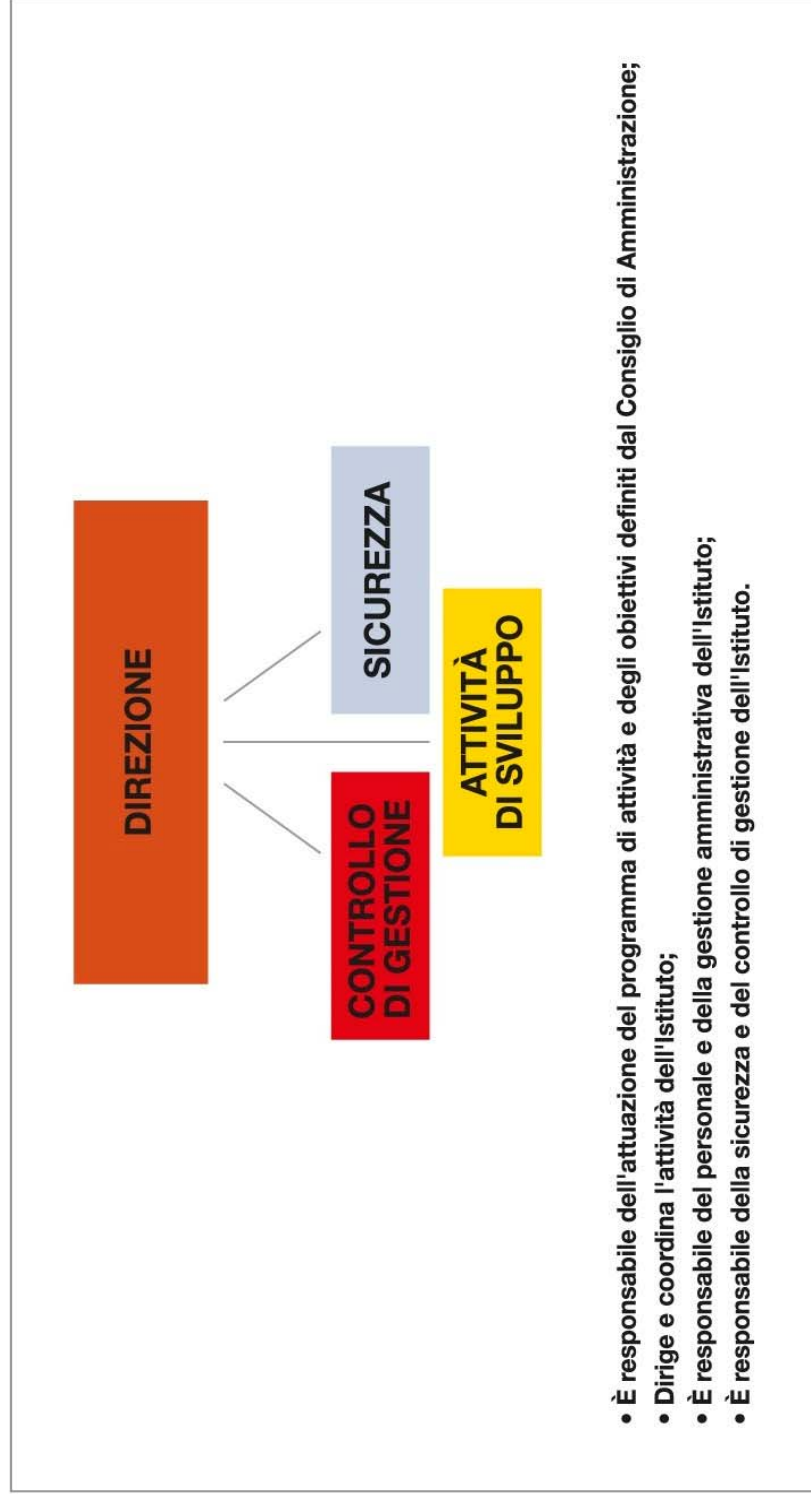 DIREZIONE
CONTROLLO
DI GESTIONE
SICUREZZA
ATTIVITÀ
DI SVILUPPO
• È responsabile dell'attuazione del programma di attività e degli obiettivi definiti dal Consiglio di Amministrazione;
• Dirige e coordina l'attività dell'Istituto;
• È responsabile del personale e della gestione amministrativa dell'Istituto;
• È responsabile della sicurezza e del controllo di gestione dell'Istituto.